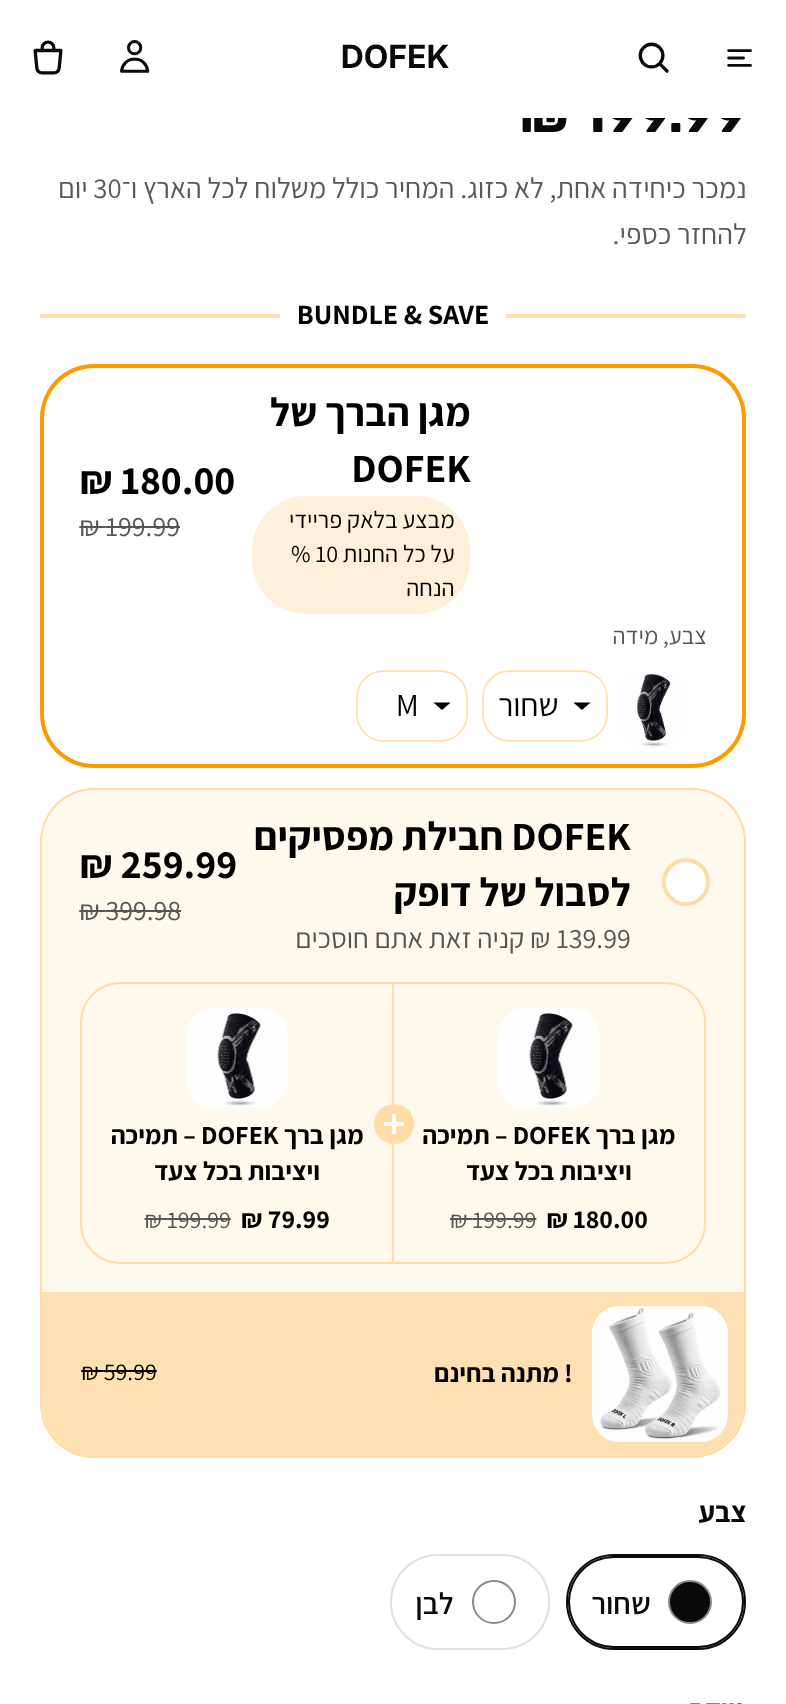 DOFEK
199.99 ₪
נמכר כיחידה אחת, לא כזוג. המחיר כולל משלוח לכל הארץ ו־30 יום
להחזר כספי.
BUNDLE & SAVE
מגן הברך של
DOFEK
180.00 ₪
199.99 ₪
מבצע בלאק פריידי
על כל החנות 10 %
הנחה
צבע, מידה
שחור
M
DOFEK חבילת מפסיקים
לסבול של דופק
259.99 ₪
399.98 ₪
139.99 ₪ קניה זאת אתם חוסכים
מגן ברך DOFEK – תמיכה
ויציבות בכל צעד
180.00 ₪ 199.99 ₪
מגן ברך DOFEK – תמיכה
ויציבות בכל צעד
79.99 ₪ 199.99 ₪
DOFEK L
DOFEK R
! מתנה בחינם
59.99 ₪
צבע
שחור
לבן